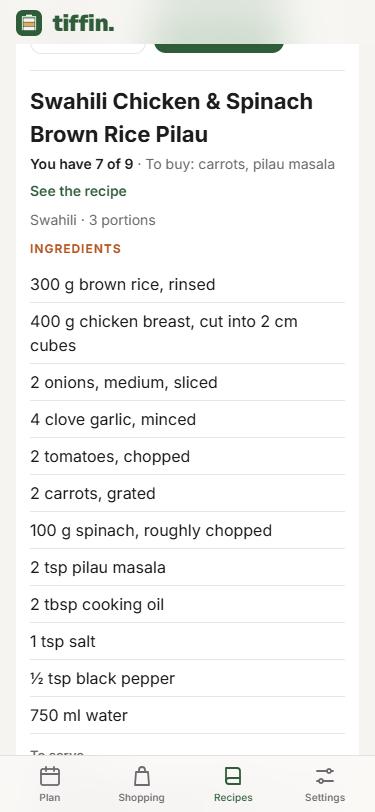 tiffin.
Swahili Chicken & Spinach
Brown Rice Pilau
You have 7 of 9 · To buy: carrots, pilau masala
See the recipe
Swahili · 3 portions
INGREDIENTS
300 g brown rice, rinsed
400 g chicken breast, cut into 2 cm
cubes
2 onions, medium, sliced
4 clove garlic, minced
2 tomatoes, chopped
2 carrots, grated
100 g spinach, roughly chopped
2 tsp pilau masala
2 tbsp cooking oil
1 tsp salt
½ tsp black pepper
750 ml water
To serve
Plan
Shopping
Recipes
Settings